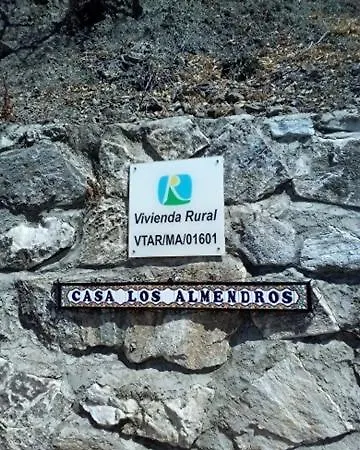 R
Vivienda Rural
VTAR/MA/01601
CASA LOS ALMENDROS